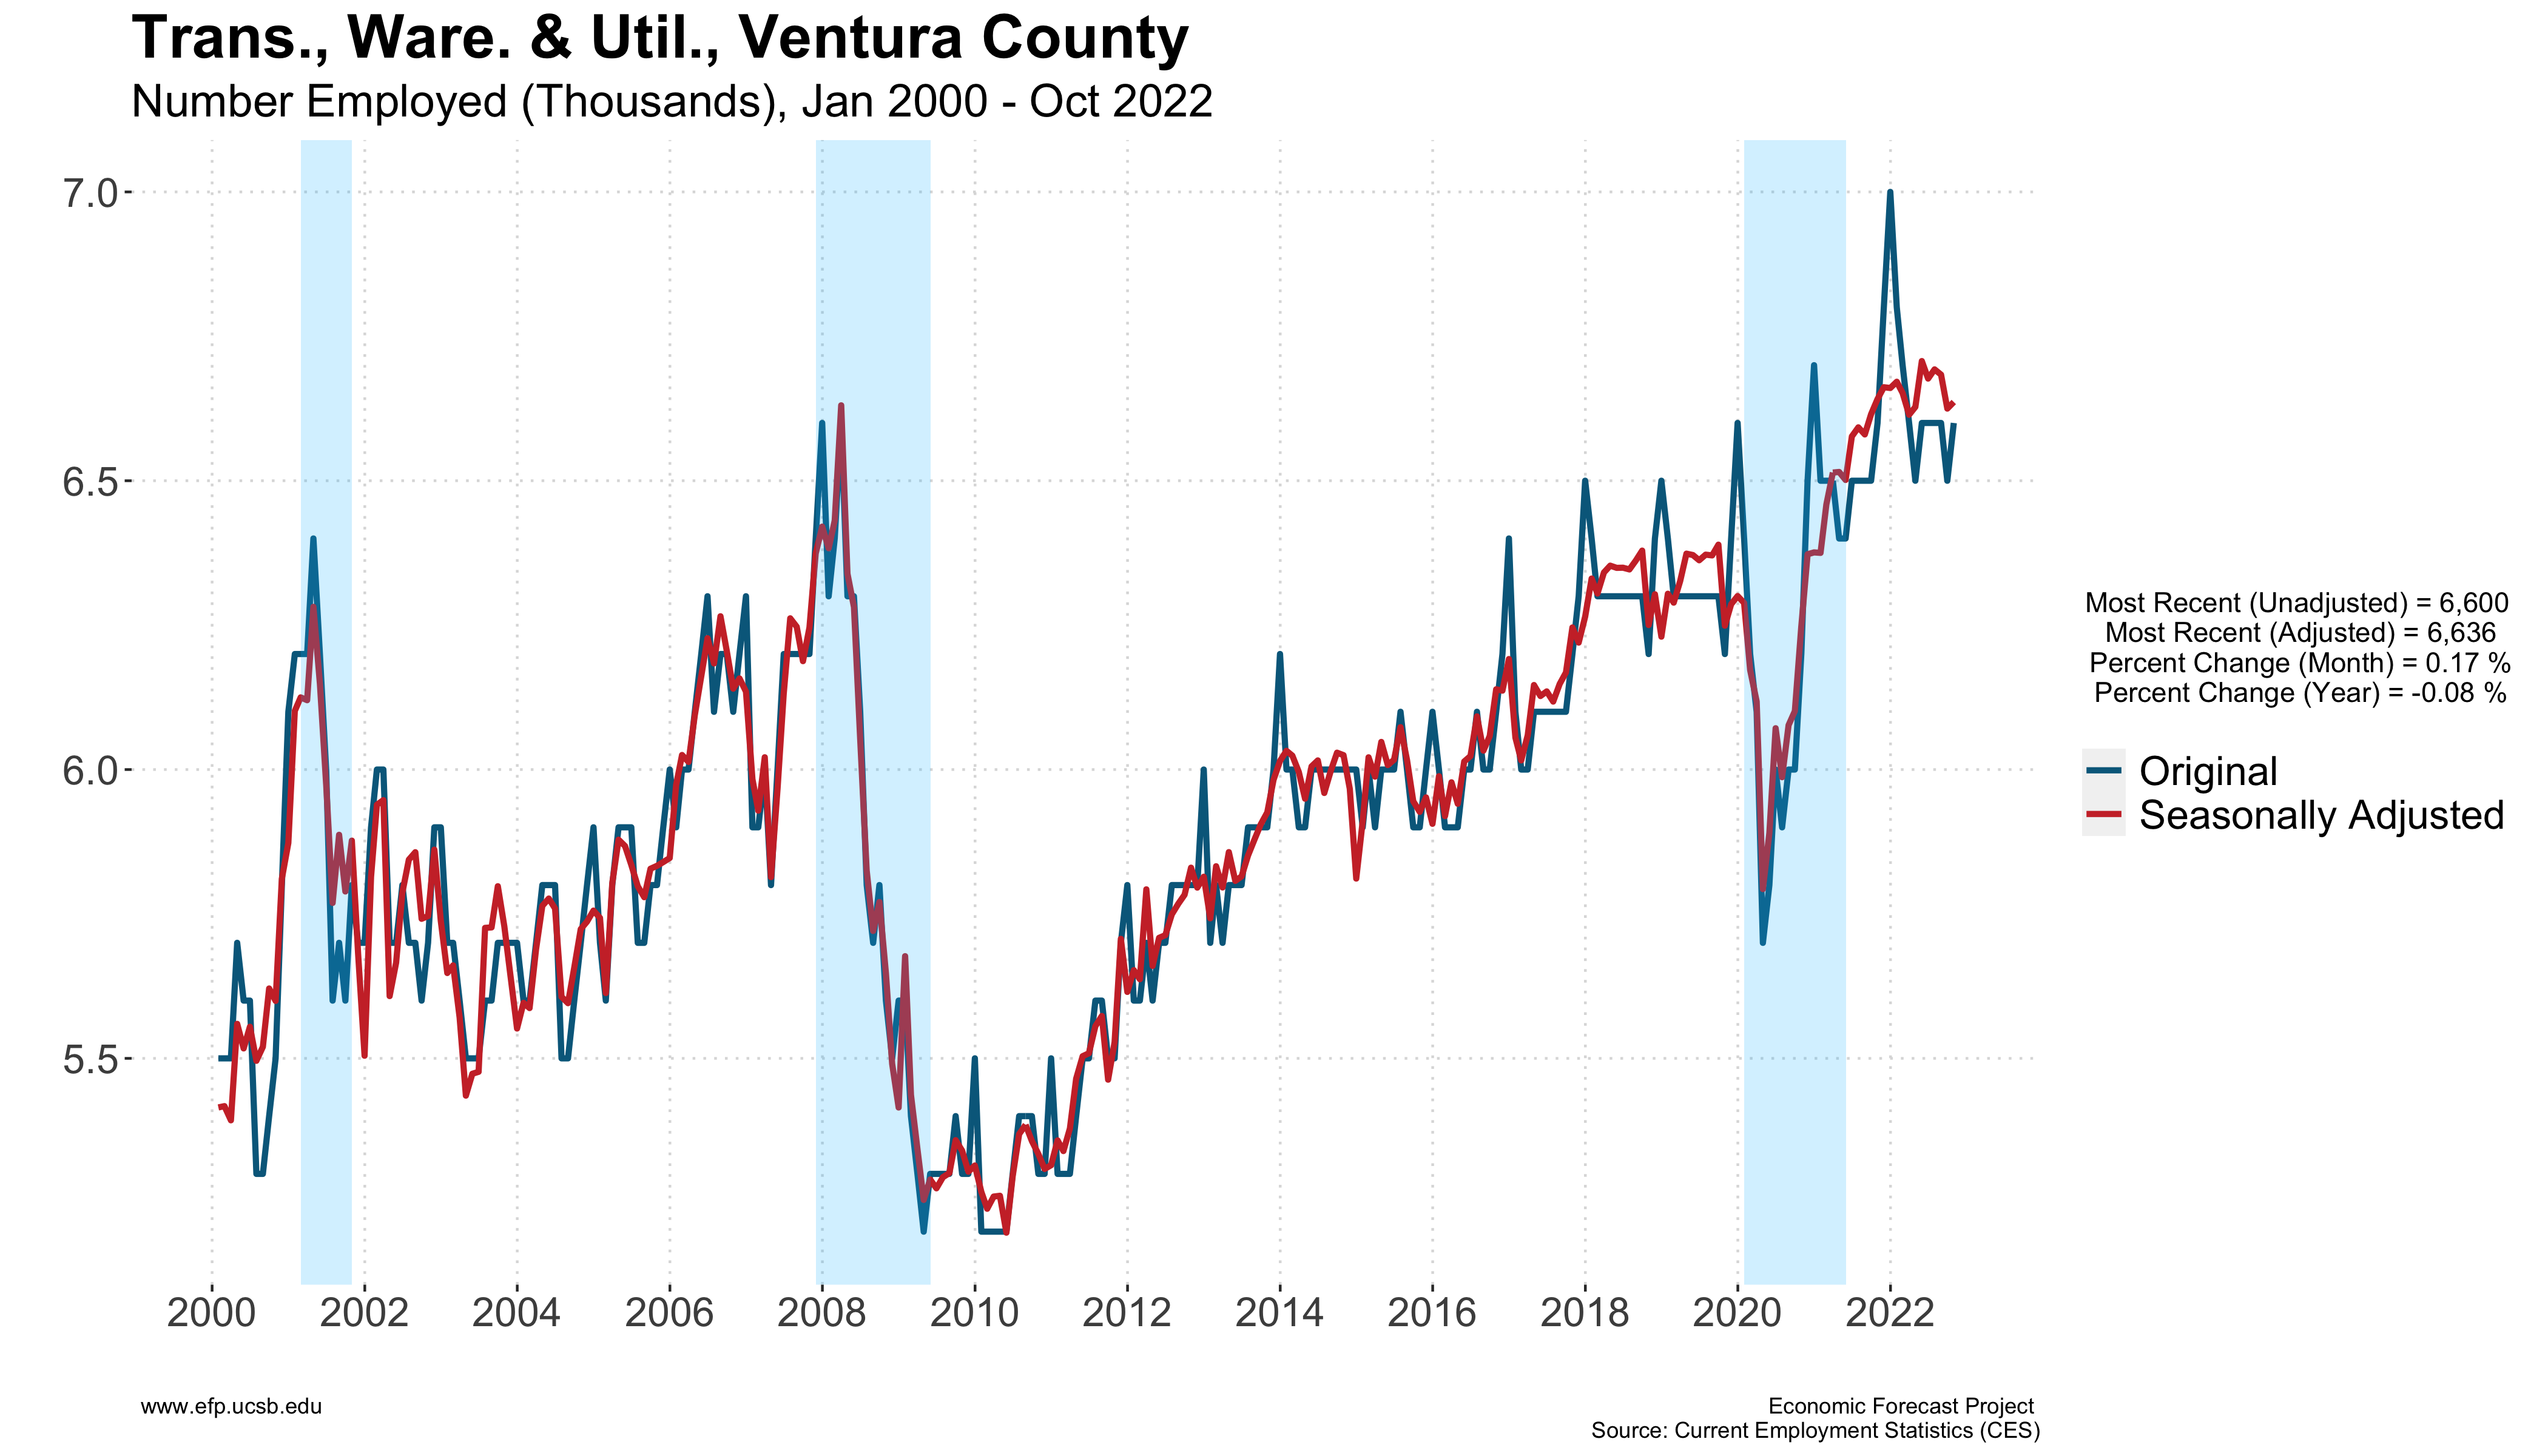 Trans., Ware. & Util., Ventura County
Number Employed (Thousands), Jan 2000 - Oct 2022
7.0
6.5
6.0
5.5
2000 2002 2004 2006 2008 2010 2012 2014 2016 2018 2020 2022
Most Recent (Unadjusted) = 6,600
Most Recent (Adjusted) = 6,636
Percent Change (Month) = 0.17 %
Percent Change (Year) = -0.08 %
Original
Seasonally Adjusted
www.efp.ucsb.edu
Economic Forecast Project
Source: Current Employment Statistics (CES)